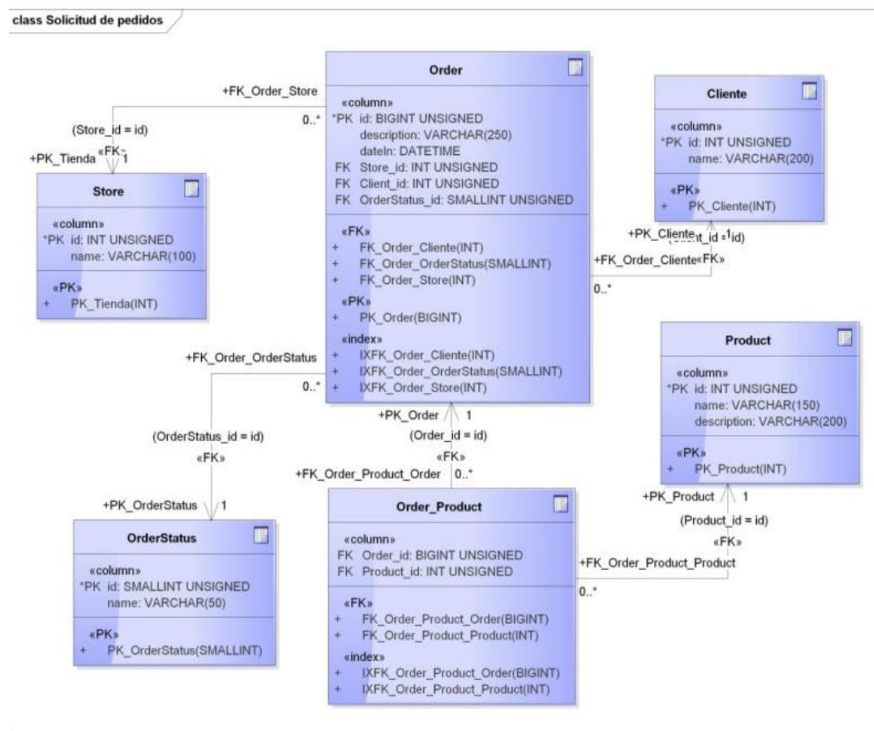 class Solicitud de pedidos
Order
«column»
*PK id: BIGINT UNSIGNED
description: VARCHAR(250)
dateIn: DATETIME
FK Store_id: INT UNSIGNED
FK Client_id: INT UNSIGNED
FK OrderStatus_id: SMALLINT UNSIGNED
«FK»
+ FK_Order_Cliente(INT)
+ FK_Order_OrderStatus(SMALLINT)
+ FK_Order_Store(INT)
«PK»
+ PK_Order(BIGINT)
«index»
+ IXFK_Order_Cliente(INT)
+ IXFK_Order_OrderStatus(SMALLINT)
+ IXFK_Order_Store(INT)
+FK_Order_Store
0..*
(Store_id = id)
«FK»
+PK_Tienda 1
Store
«column»
*PK id: INT UNSIGNED
name: VARCHAR(100)
«PK»
+ PK_Tienda(INT)
Cliente
«column»
*PK id: INT UNSIGNED
name: VARCHAR(200)
«PK»
+ PK_Cliente(INT)
+PK_Cliente 1
(Client_id = id)
+FK_Order_Cliente «FK»
0..*
+FK_Order_OrderStatus
0..*
(OrderStatus_id = id)
«FK»
+PK_OrderStatus 1
OrderStatus
«column»
*PK id: SMALLINT UNSIGNED
name: VARCHAR(50)
«PK»
+ PK_OrderStatus(SMALLINT)
+PK_Order 1
(Order_id = id)
«FK»
+FK_Order_Product_Order 0..*
Order_Product
«column»
FK Order_id: BIGINT UNSIGNED
FK Product_id: INT UNSIGNED
«FK»
+ FK_Order_Product_Order(BIGINT)
+ FK_Order_Product_Product(INT)
«index»
+ IXFK_Order_Product_Order(BIGINT)
+ IXFK_Order_Product_Product(INT)
Product
«column»
*PK id: INT UNSIGNED
name: VARCHAR(150)
description: VARCHAR(200)
«PK»
+ PK_Product(INT)
+PK_Product 1
(Product_id = id)
«FK»
+FK_Order_Product_Product
0..*